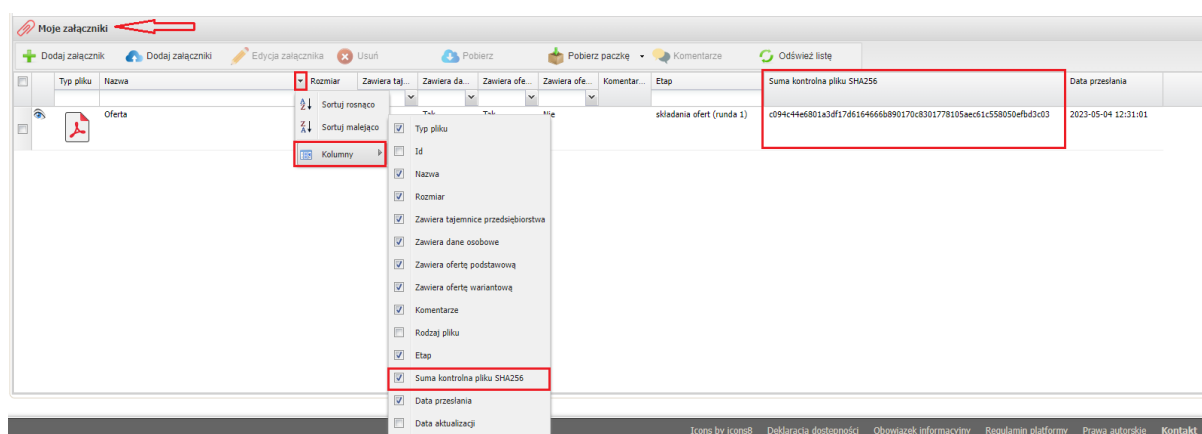 Moje załączniki
Dodaj załącznik Dodaj załączniki Edycja załącznika Usuń Pobierz Pobierz paczkę Komentarze Odśwież listę
Typ pliku Nazwa Rozmiar Zawiera taj... Zawiera da... Zawiera ofe... Zawiera ofe... Komentar... Etap Suma kontrolna pliku SHA256 Data przesłania
Oferta Tak Tak Nie składania ofert (runda 1) c094c44e6801a3df17d6164666b890170c8301778105aec61c558050efbd3c03 2023-05-04 12:31:01
Sortuj rosnąco
Sortuj malejaco
Kolumny
Typ pliku
Id
Nazwa
Rozmiar
Zawiera tajemnice przedsiębiorstwa
Zawiera dane osobowe
Zawiera ofertę podstawową
Zawiera ofertę wariantową
Komentarze
Rodzaj pliku
Etap
Suma kontrolna pliku SHA256
Data przesłania
Data aktualizacji
Icons by icons8 Deklaracja dostępności Obowiązek informacyjny Regulamin platformy Prawa autorskie Kontakt